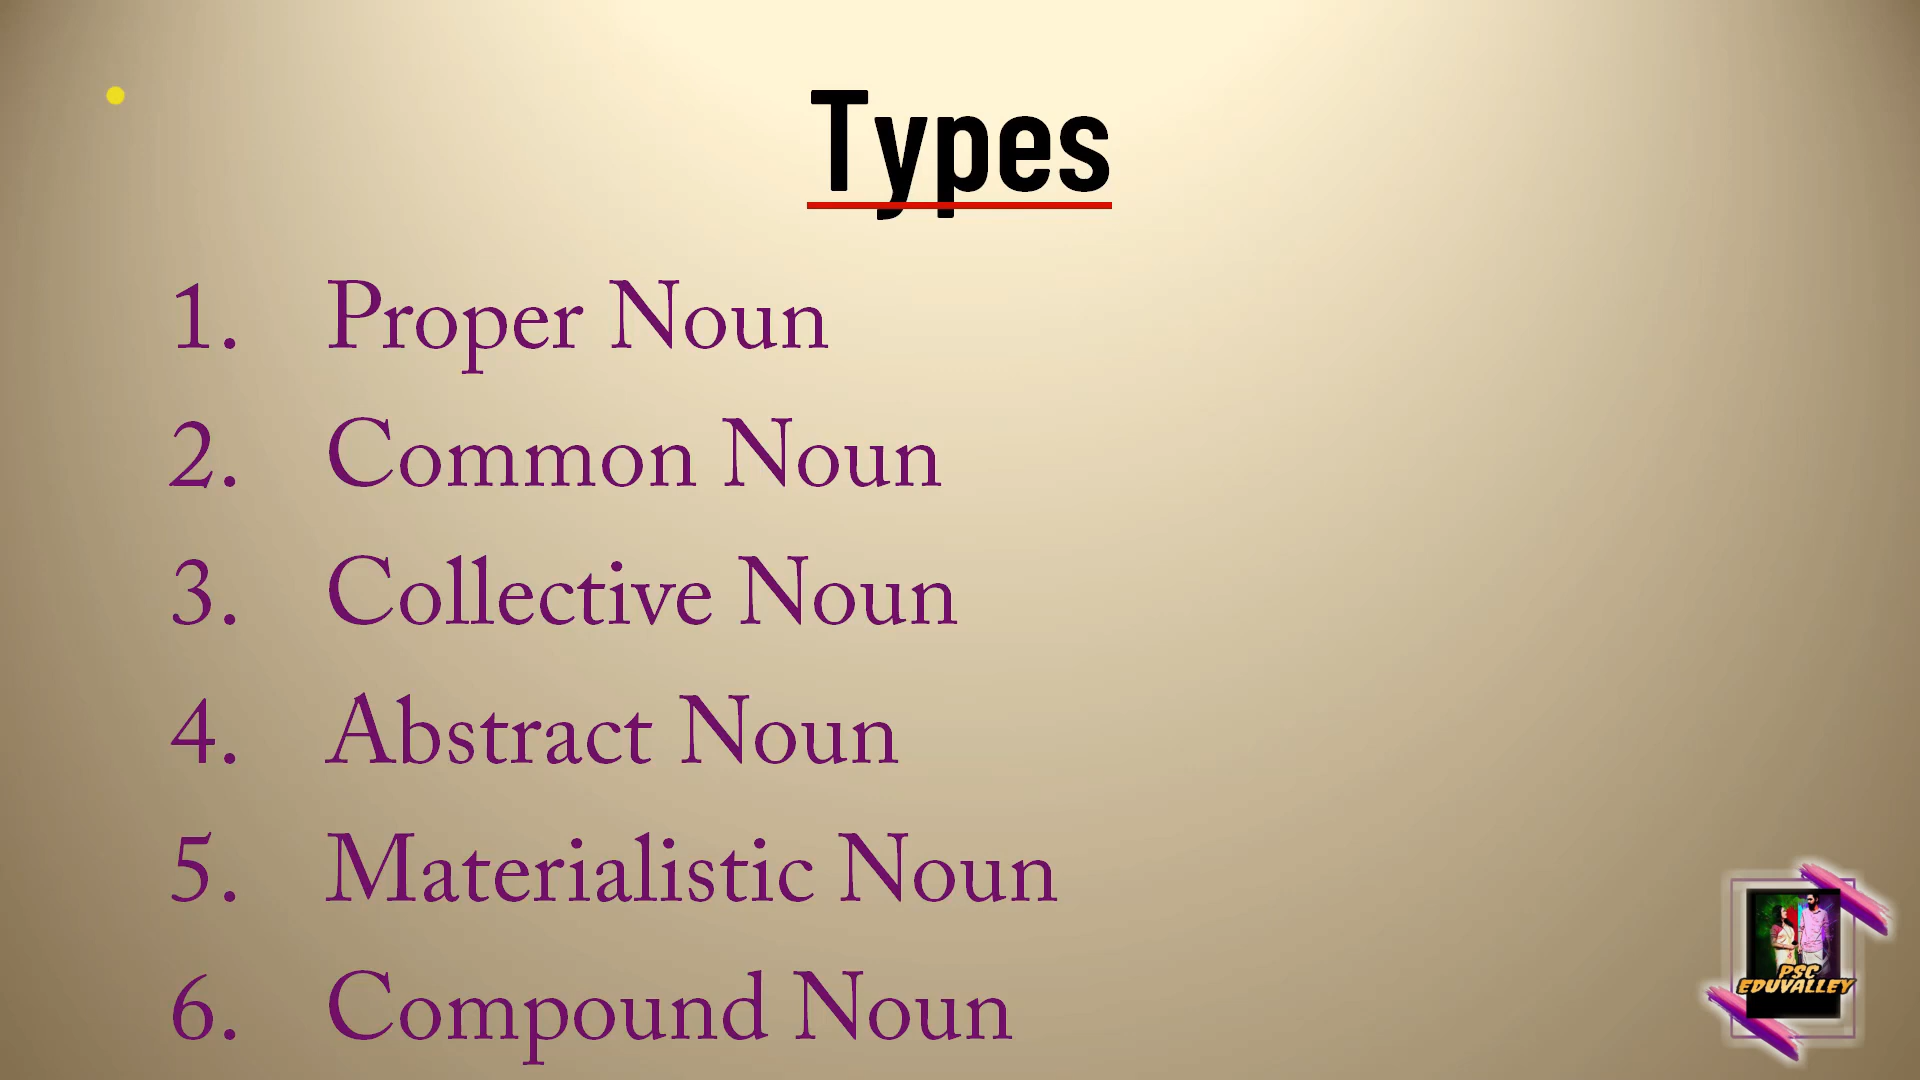 Types
1. Proper Noun
2. Common Noun
3. Collective Noun
4. Abstract Noun
5. Materialistic Noun
6. Compound Noun
PSC
EDUVALLEY